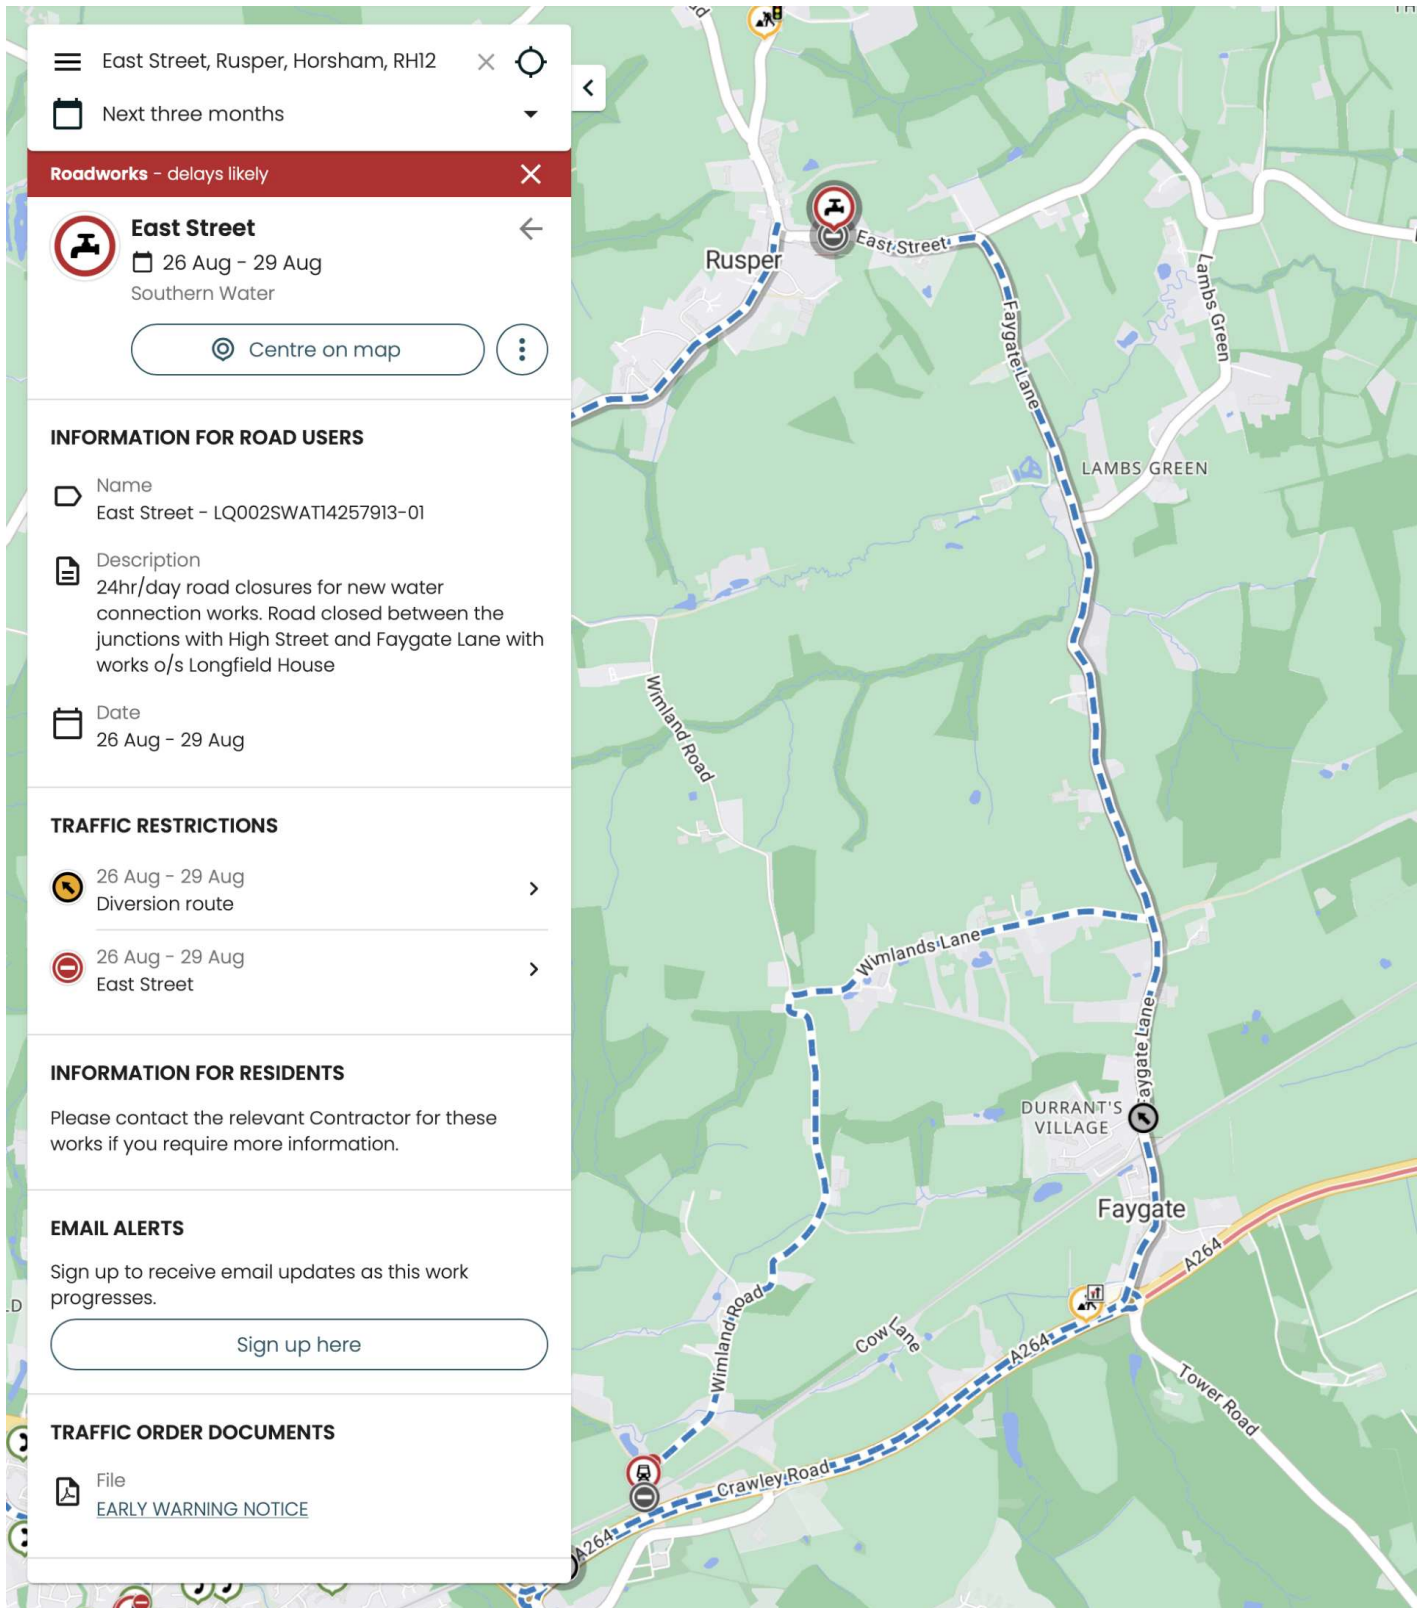 East Street, Rusper, Horsham, RH12
Next three months
Roadworks - delays likely
East Street
26 Aug - 29 Aug
Southern Water
Centre on map
INFORMATION FOR ROAD USERS
Name
East Street - LQ002SWAT14257913-01
Description
24hr/day road closures for new water
connection works. Road closed between the
junctions with High Street and Faygate Lane with
works o/s Longfield House
Date
26 Aug - 29 Aug
TRAFFIC RESTRICTIONS
26 Aug - 29 Aug
Diversion route
26 Aug - 29 Aug
East Street
INFORMATION FOR RESIDENTS
Please contact the relevant Contractor for these
works if you require more information.
EMAIL ALERTS
Sign up to receive email updates as this work
progresses.
Sign up here
TRAFFIC ORDER DOCUMENTS
File
EARLY WARNING NOTICE
Rusper
East Street
Faygate Lane
Lambs Green
LAMBS GREEN
Wimland Road
Wimlands Lane
Faygate Lane
DURRANT'S
VILLAGE
Faygate
A264
Wimland Road
Cow Lane
A264
Tower Road
Crawley Road
A264